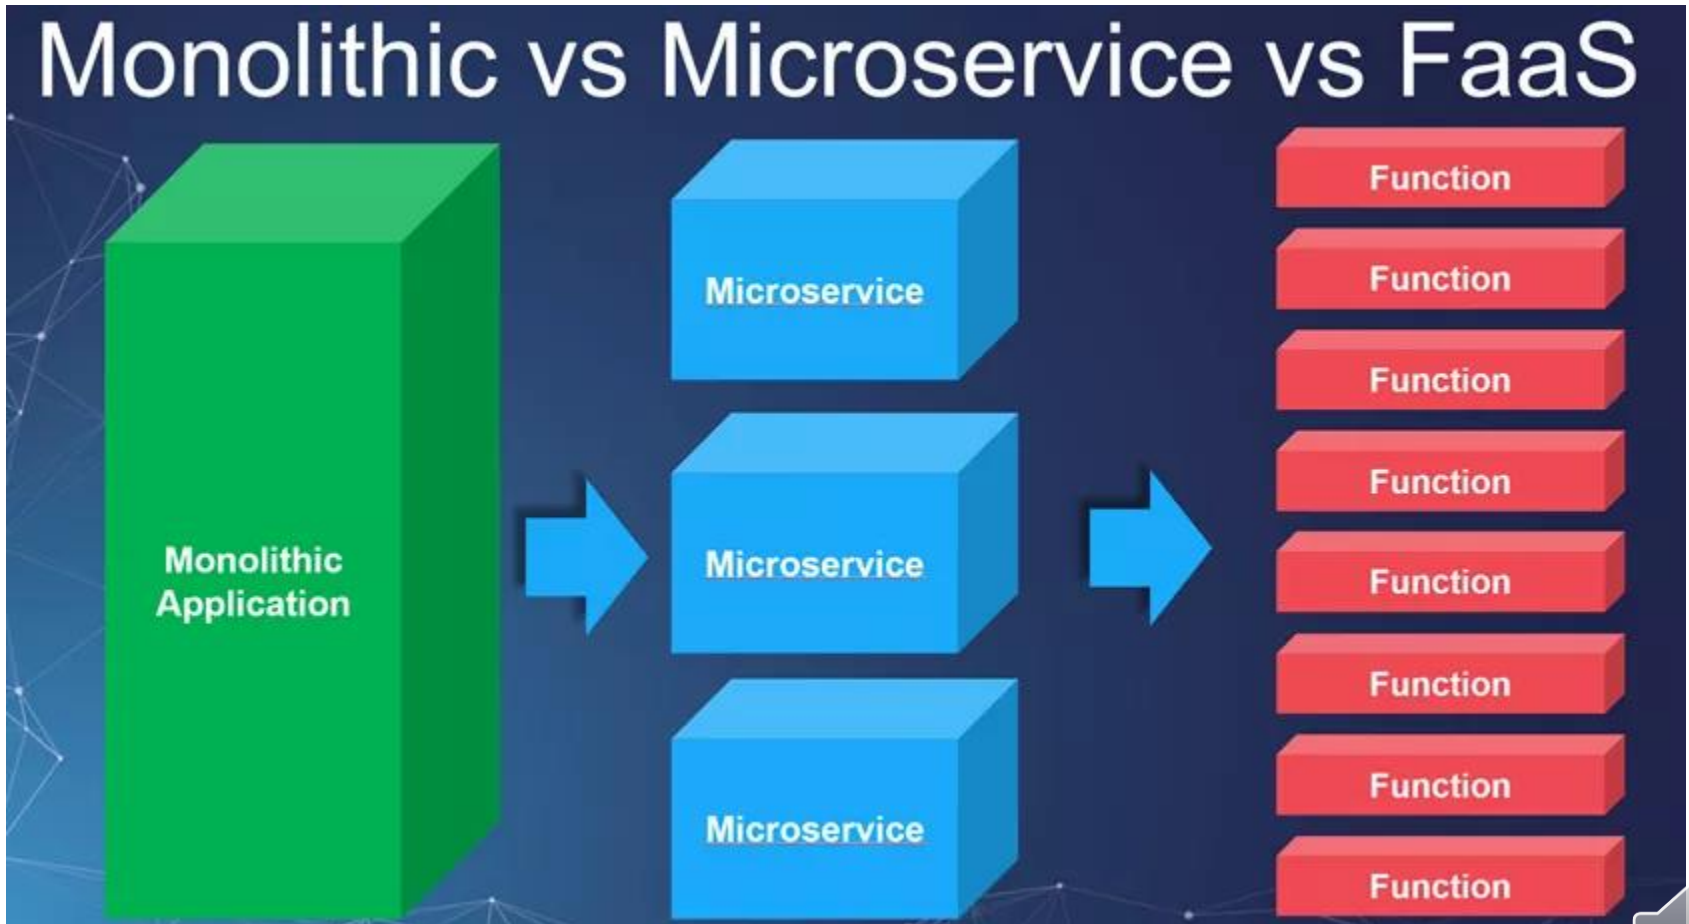 Monolithic vs Microservice vs FaaS
Monolithic
Application
Microservice
Microservice
Microservice
Function
Function
Function
Function
Function
Function
Function
Function